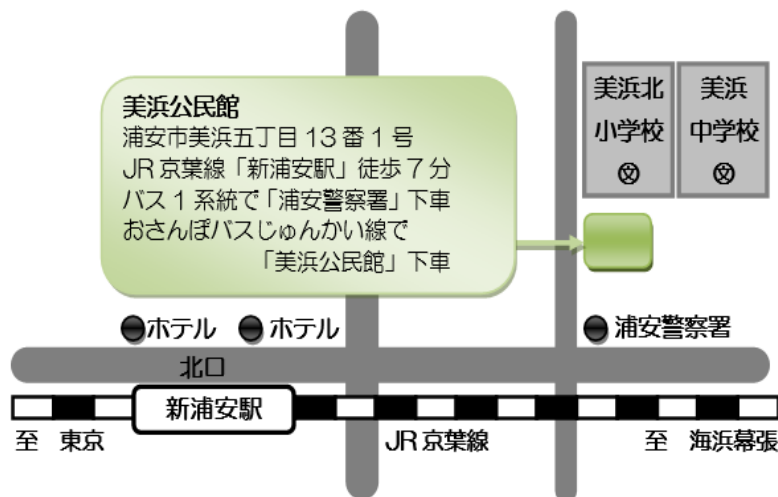 美浜公民館
浦安市美浜五丁目13番1号
JR京葉線「新浦安駅」徒歩7分
バス1系統で「浦安警察署」下車
おさんぽバスじゅんかい線で
「美浜公民館」下車
美浜北
小学校
文
美浜
中学校
文
ホテル
ホテル
浦安警察署
北口
新浦安駅
至 東京
JR京葉線
至 海浜幕張